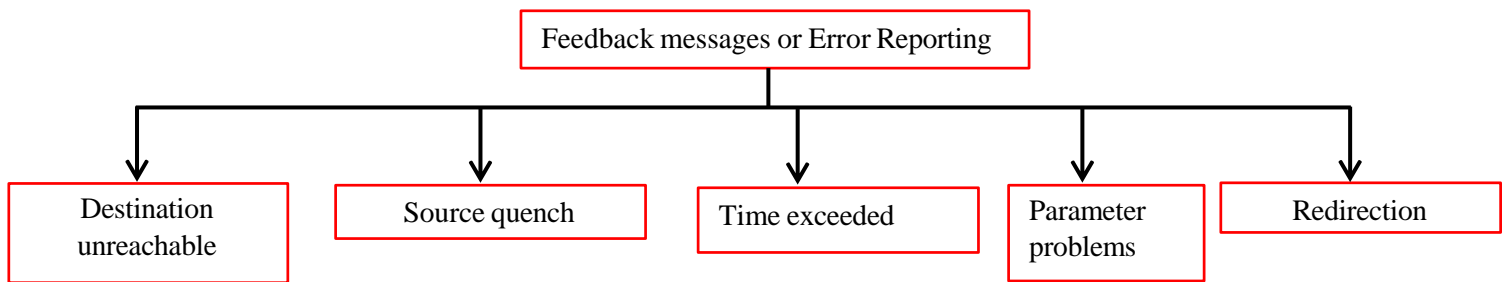 Feedback messages or Error Reporting
Destination
unreachable
Source quench
Time exceeded
Parameter
problems
Redirection